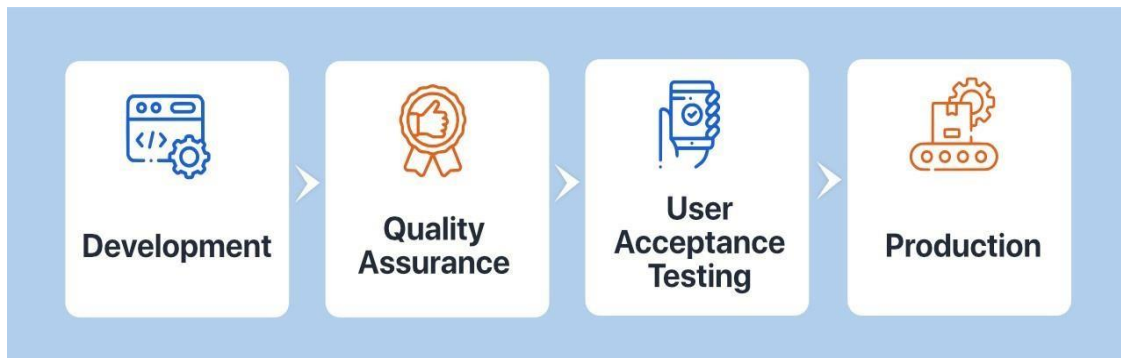 Development
Quality
Assurance
User
Acceptance
Testing
Production